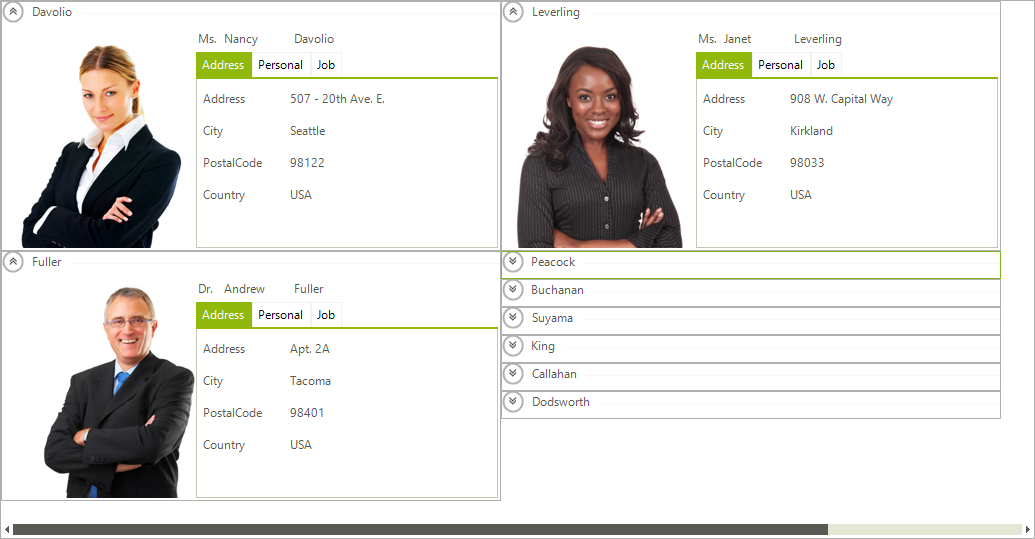 Davolio
Ms. Nancy Davolio
Address Personal Job
Address 507 - 20th Ave. E.
City Seattle
PostalCode 98122
Country USA
Fuller
Dr. Andrew Fuller
Address Personal Job
Address Apt. 2A
City Tacoma
PostalCode 98401
Country USA
Leverling
Ms. Janet Leverling
Address Personal Job
Address 908 W. Capital Way
City Kirkland
PostalCode 98033
Country USA
Peacock
Buchanan
Suyama
King
Callahan
Dodsworth